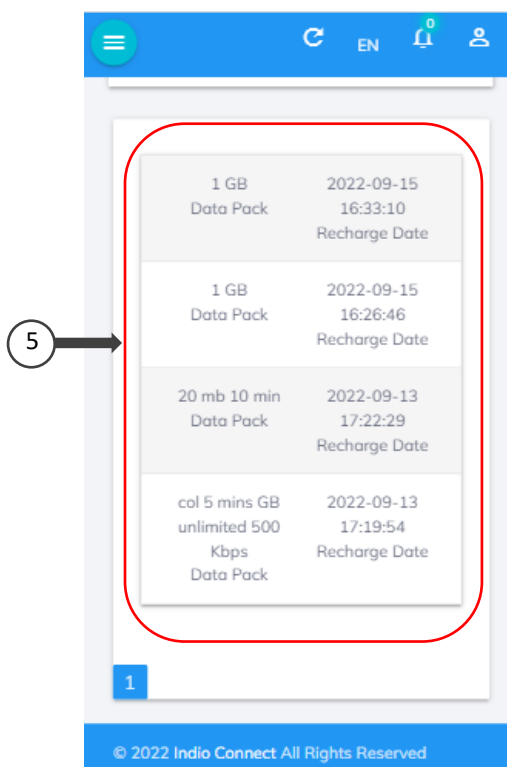 EN
0
1 GB
Data Pack
2022-09-15
16:33:10
Recharge Date
1 GB
Data Pack
2022-09-15
16:26:46
Recharge Date
5
20 mb 10 min
Data Pack
2022-09-13
17:22:29
Recharge Date
col 5 mins GB
unlimited 500
Kbps
Data Pack
2022-09-13
17:19:54
Recharge Date
1
© 2022 Indio Connect All Rights Reserved